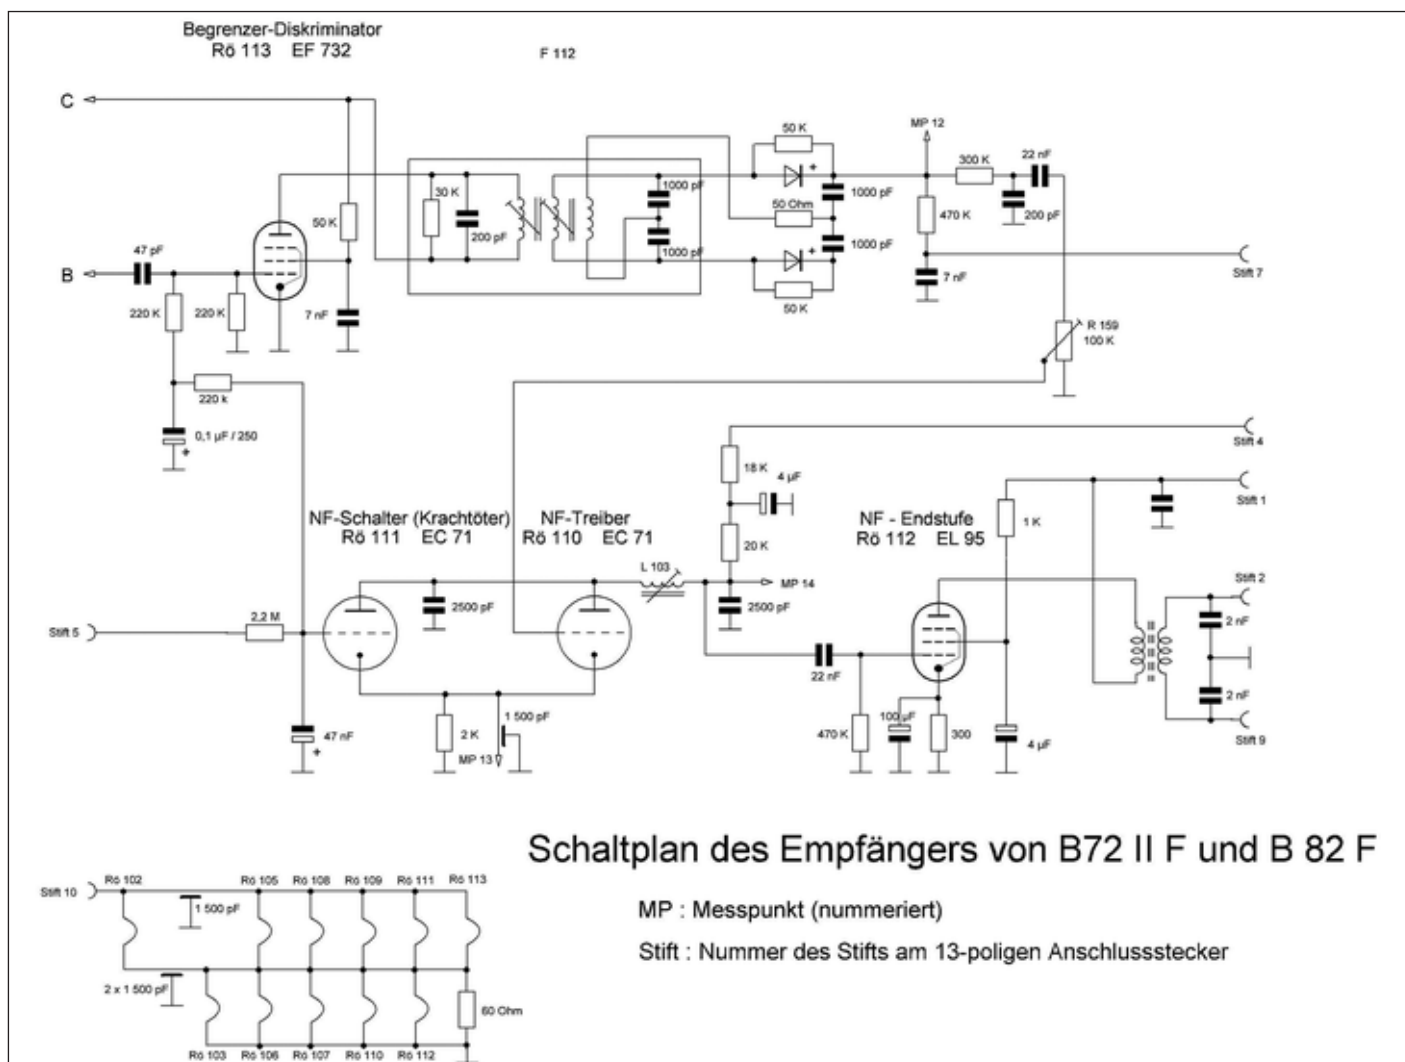 Begrenzer-Diskriminator
Rö 113 EF 732
F 112
C
50 K
MP 12
300 K
22 nF
30 K
1000 pF
1000 pF
50 Ohm
50 K
200 pF
470 K
200 pF
47 pF
1000 pF
1000 pF
B
7 nF
Stift 7
220 K
220 K
7 nF
50 K
R 159
100 K
220 k
0,1 µF / 250
+
Stift 4
18 K
4 µF
Stift 1
NF-Schalter (Krachtöter)
Rö 111 EC 71
NF-Treiber
Rö 110 EC 71
NF - Endstufe
Rö 112 EL 95
1 K
20 K
L 103
MP 14
Stift 2
2500 pF
2500 pF
2,2 M
2 nF
Stift 5
22 nF
2 nF
1 500 pF
100 µF
47 nF
+
2 K
470 K
300
4 µF
Stift 9
MP 13
Schaltplan des Empfängers von B72 II F und B 82 F
Rö 102
Rö 105
Rö 108
Rö 109
Rö 111
Rö 113
Stift 10
1 500 pF
MP : Messpunkt (nummeriert)
Stift : Nummer des Stifts am 13-poligen Anschlussstecker
2 x 1 500 pF
60 Ohm
Rö 103
Rö 106
Rö 107
Rö 110
Rö 112